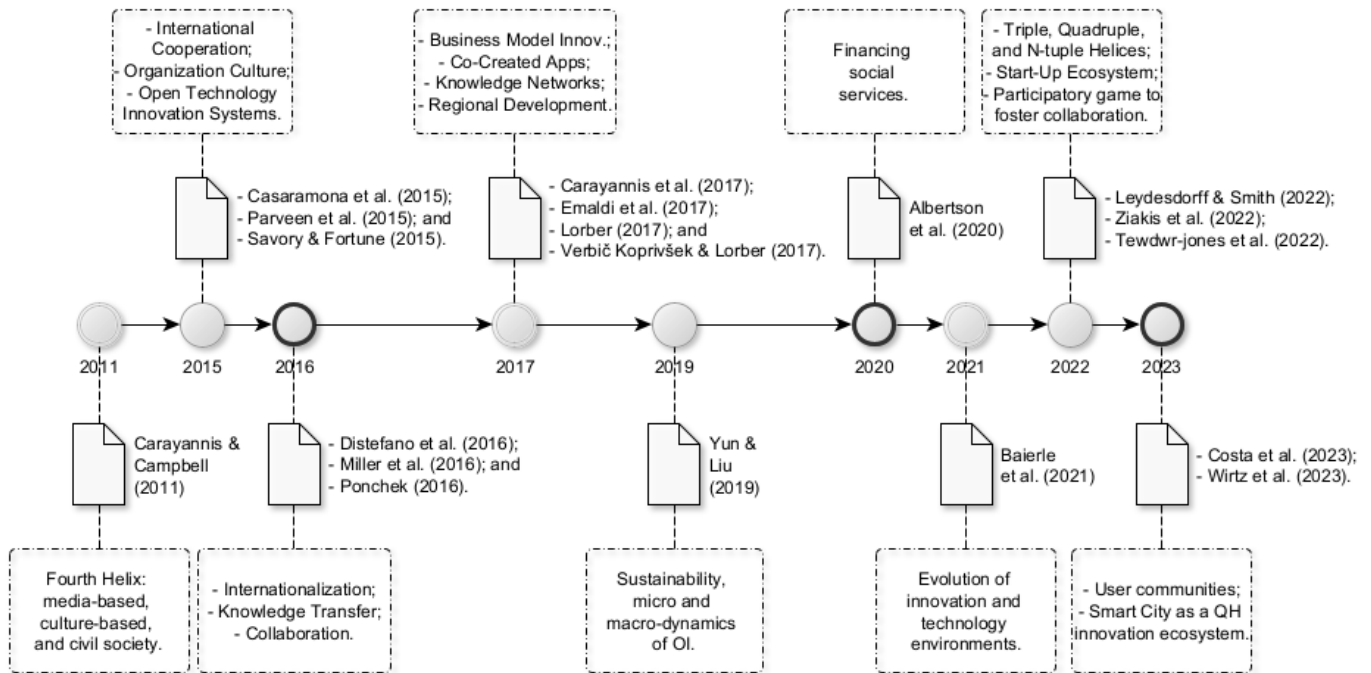 - International
Cooperation;
- Organization Culture;
- Open Technology
Innovation Systems.
- Business Model Innov.;
- Co-Created Apps;
- Knowledge Networks;
- Regional Development.
Financing
social
services.
- Triple, Quadruple,
and N-tuple Helices;
- Start-Up Ecosystem;
- Participatory game to
foster collaboration.
- Casaramona et al. (2015);
- Parveen et al. (2015); and
- Savory & Fortune (2015).
- Carayannis et al. (2017);
- Emaldi et al. (2017);
- Lorber (2017); and
- Verbič Koprivšek & Lorber (2017).
Albertson
et al. (2020)
- Leydesdorff & Smith (2022);
- Ziakis et al. (2022);
- Tewdwr-jones et al. (2022).
2011
2015
2016
2017
2019
2020
2021
2022
2023
Carayannis &
Campbell
(2011)
- Distefano et al. (2016);
- Miller et al. (2016); and
- Ponchek (2016).
Yun &
Liu
(2019)
Baierle
et al. (2021)
- Costa et al. (2023);
- Wirtz et al. (2023).
Fourth Helix:
media-based,
culture-based,
and civil society.
- Internationalization;
- Knowledge Transfer;
- Collaboration.
Sustainability,
micro and
macro-dynamics
of OI.
Evolution of
innovation and
technology
environments.
- User communities;
- Smart City as a QH
innovation ecosystem.